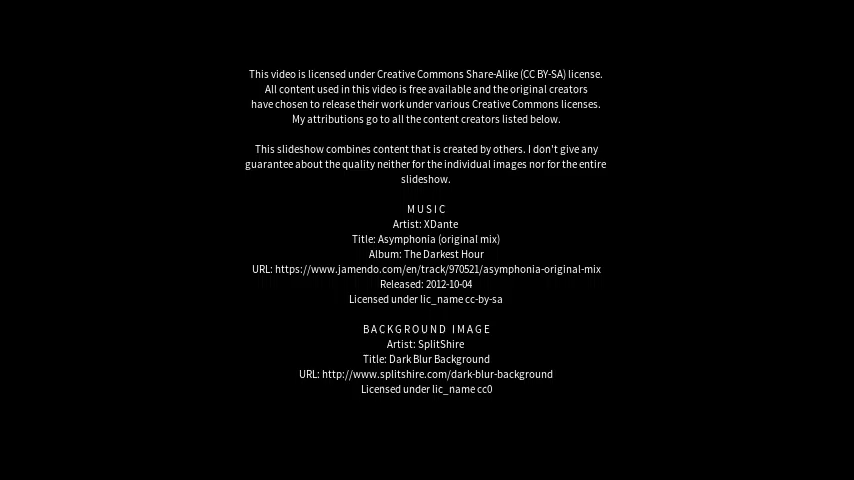 This video is licensed under Creative Commons Share-Alike (CC BY-SA) license.
All content used in this video is free available and the original creators
have chosen to release their work under various Creative Commons licenses.
My attributions go to all the content creators listed below.
This slideshow combines content that is created by others. I don't give any
guarantee about the quality neither for the individual images nor for the entire
slideshow.
MUSIC
Artist: XDante
Title: Asymphonia (original mix)
Album: The Darkest Hour
URL: https://www.jamendo.com/en/track/970521/asymphonia-original-mix
Released: 2012-10-04
Licensed under lic_name cc-by-sa
BACKGROUND IMAGE
Artist: SplitShire
Title: Dark Blur Background
URL: http://www.splitshire.com/dark-blur-background
Licensed under lic_name cc0